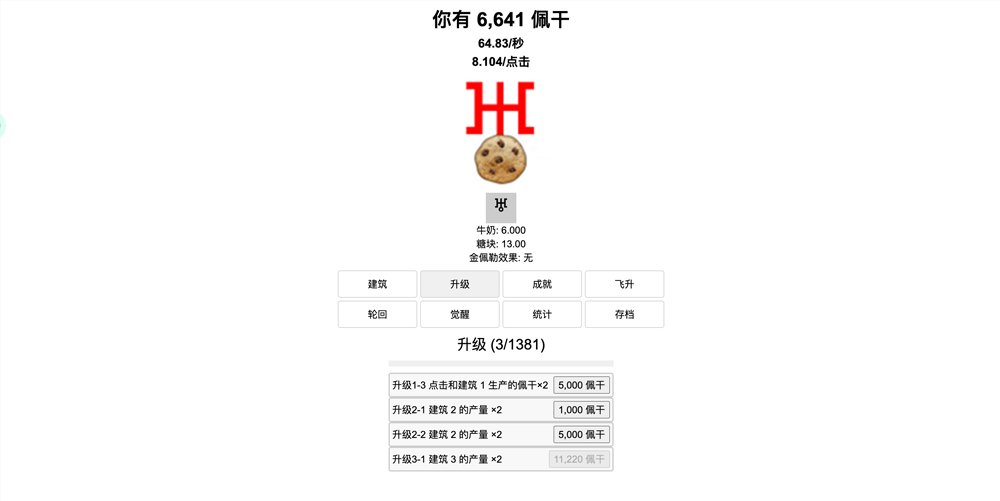 你有 6,641 佩干
64.83/秒
8.104/点击
牛奶: 6.000
糖块: 13.00
金佩勒效果: 无
建筑 升级 成就 飞升
轮回 觉醒 统计 存档
升级 (3/1381)
升级1-3 点击和建筑 1 生产的佩干×2 5,000 佩干
升级2-1 建筑 2 的产量 ×2 1,000 佩干
升级2-2 建筑 2 的产量 ×2 5,000 佩干
升级3-1 建筑 3 的产量 ×2 11,220 佩干